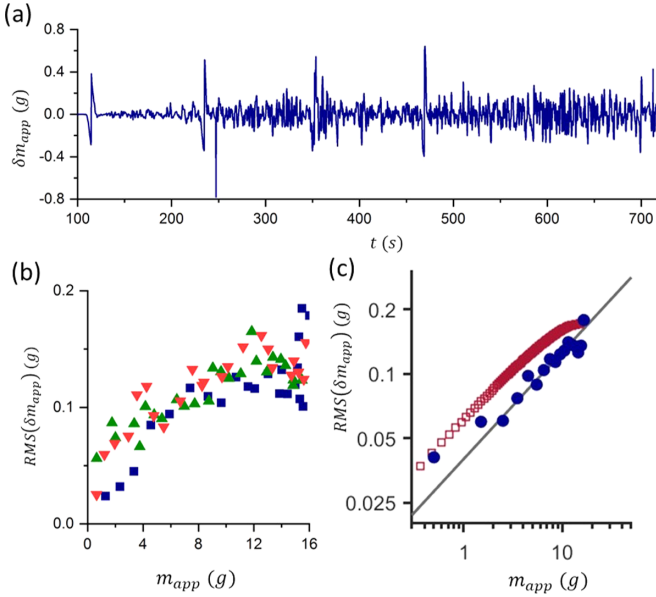 (a)
0.8
0.4
0.0
-0.4
-0.8
δm_app (g)
100 200 300 400 500 600 700
t (s)
(b)
0.2
0.1
0.0
RMS(δm_app) (g)
0 4 8 12 14 16
m_app (g)
(c)
0.2
0.1
0.05
0.025
RMS(δm_app) (g)
1 10
m_app (g)